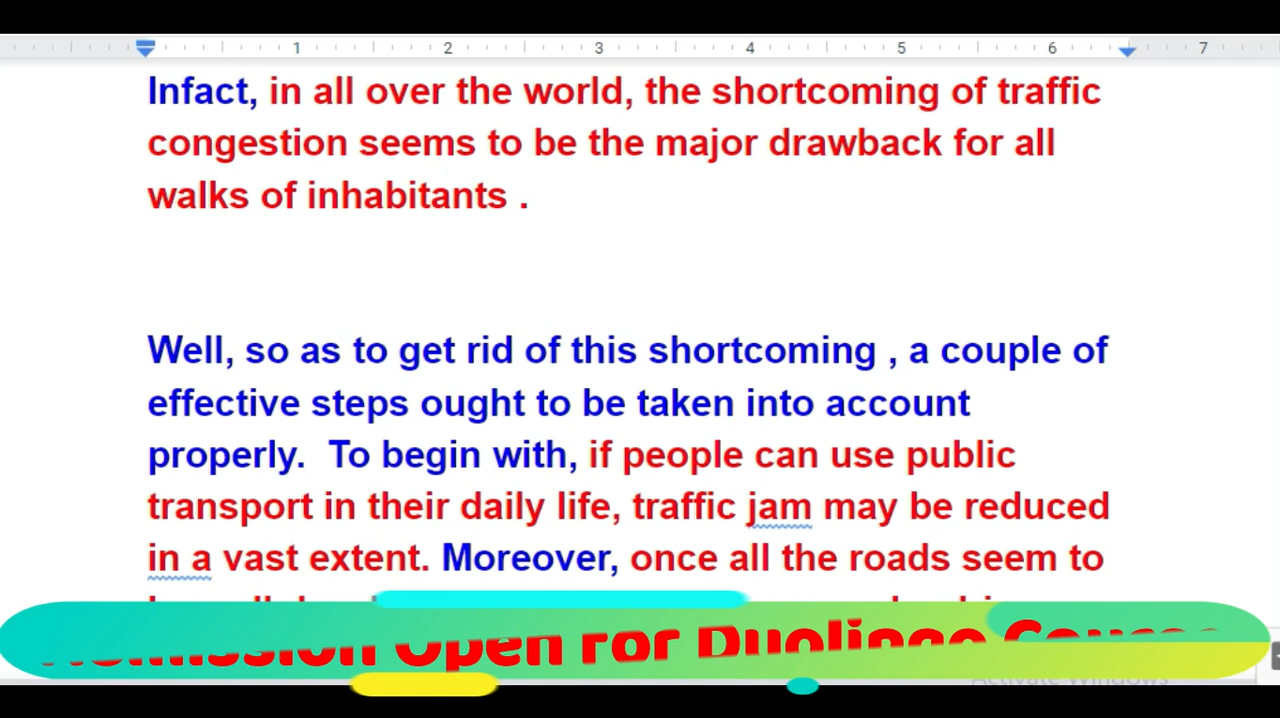 1 2 3 4 5 6 7
Infact, in all over the world, the shortcoming of traffic
congestion seems to be the major drawback for all
walks of inhabitants .
Well, so as to get rid of this shortcoming , a couple of
effective steps ought to be taken into account
properly. To begin with, if people can use public
transport in their daily life, traffic jam may be reduced
in a vast extent. Moreover, once all the roads seem to
Admission Open For Duolingo Course
Activate Windows